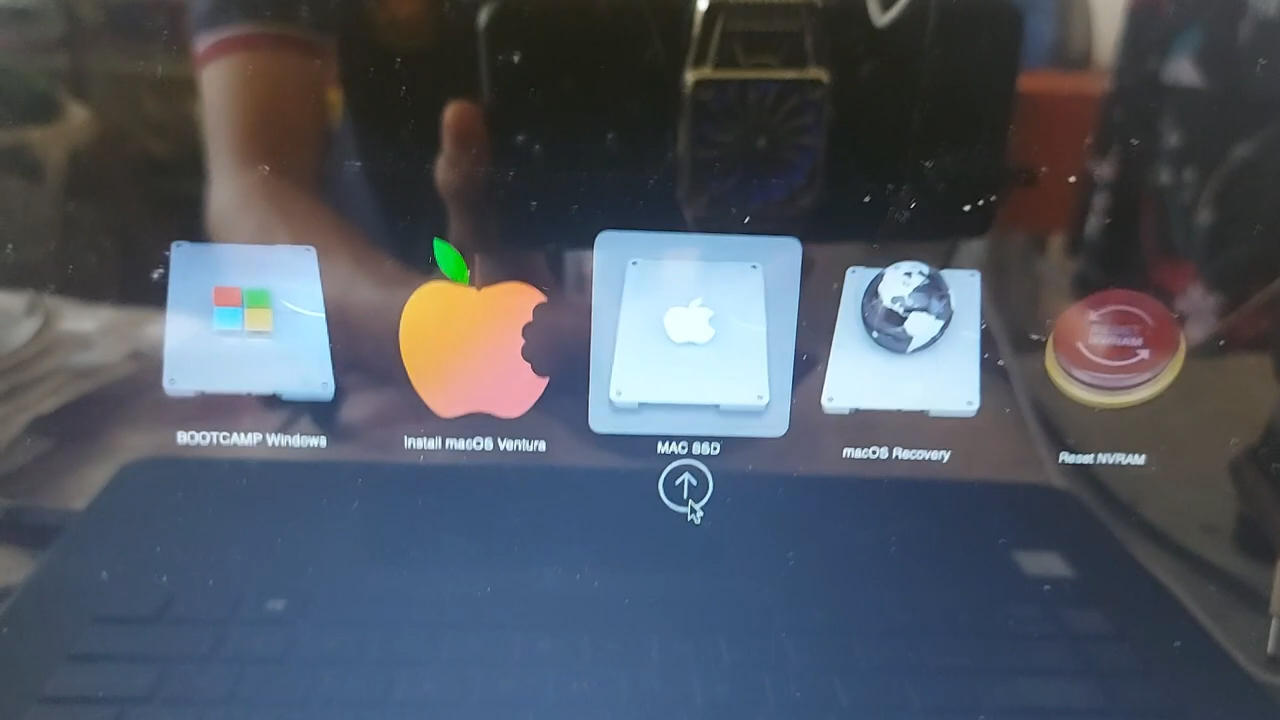 BOOTCAMP Windows
Install macOS Ventura
MAC SSD
macOS Recovery
Reset NVRAM